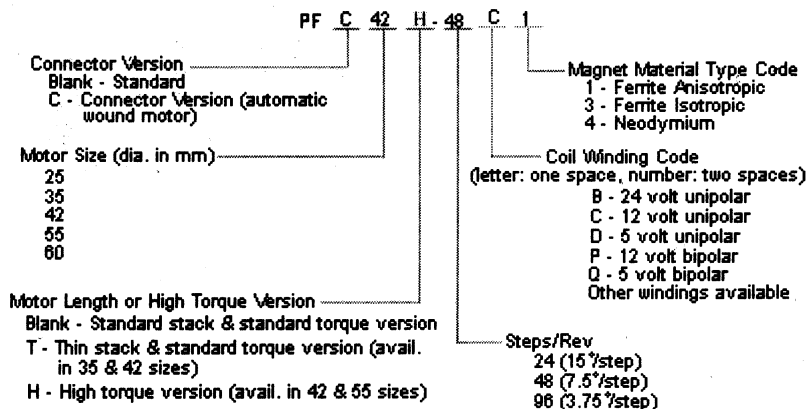 PF C 42 H - 48 C 1
Connector Version
Blank - Standard
C - Connector Version (automatic
wound motor)
Motor Size (dia. in mm)
25
35
42
55
60
Motor Length or High Torque Version
Blank - Standard stack & standard torque version
T - Thin stack & standard torque version (avail.
in 35 & 42 sizes)
H - High torque version (avail. in 42 & 55 sizes)
Magnet Material Type Code
1 - Ferrite Anisotropic
3 - Ferrite Isotropic
4 - Neodymium
Coil Winding Code
(letter: one space, number: two spaces)
B - 24 volt unipolar
C - 12 volt unipolar
D - 5 volt unipolar
P - 12 volt bipolar
Q - 5 volt bipolar
Other windings available
Steps/Rev
24 (15°/step)
48 (7.5°/step)
96 (3.75°/step)